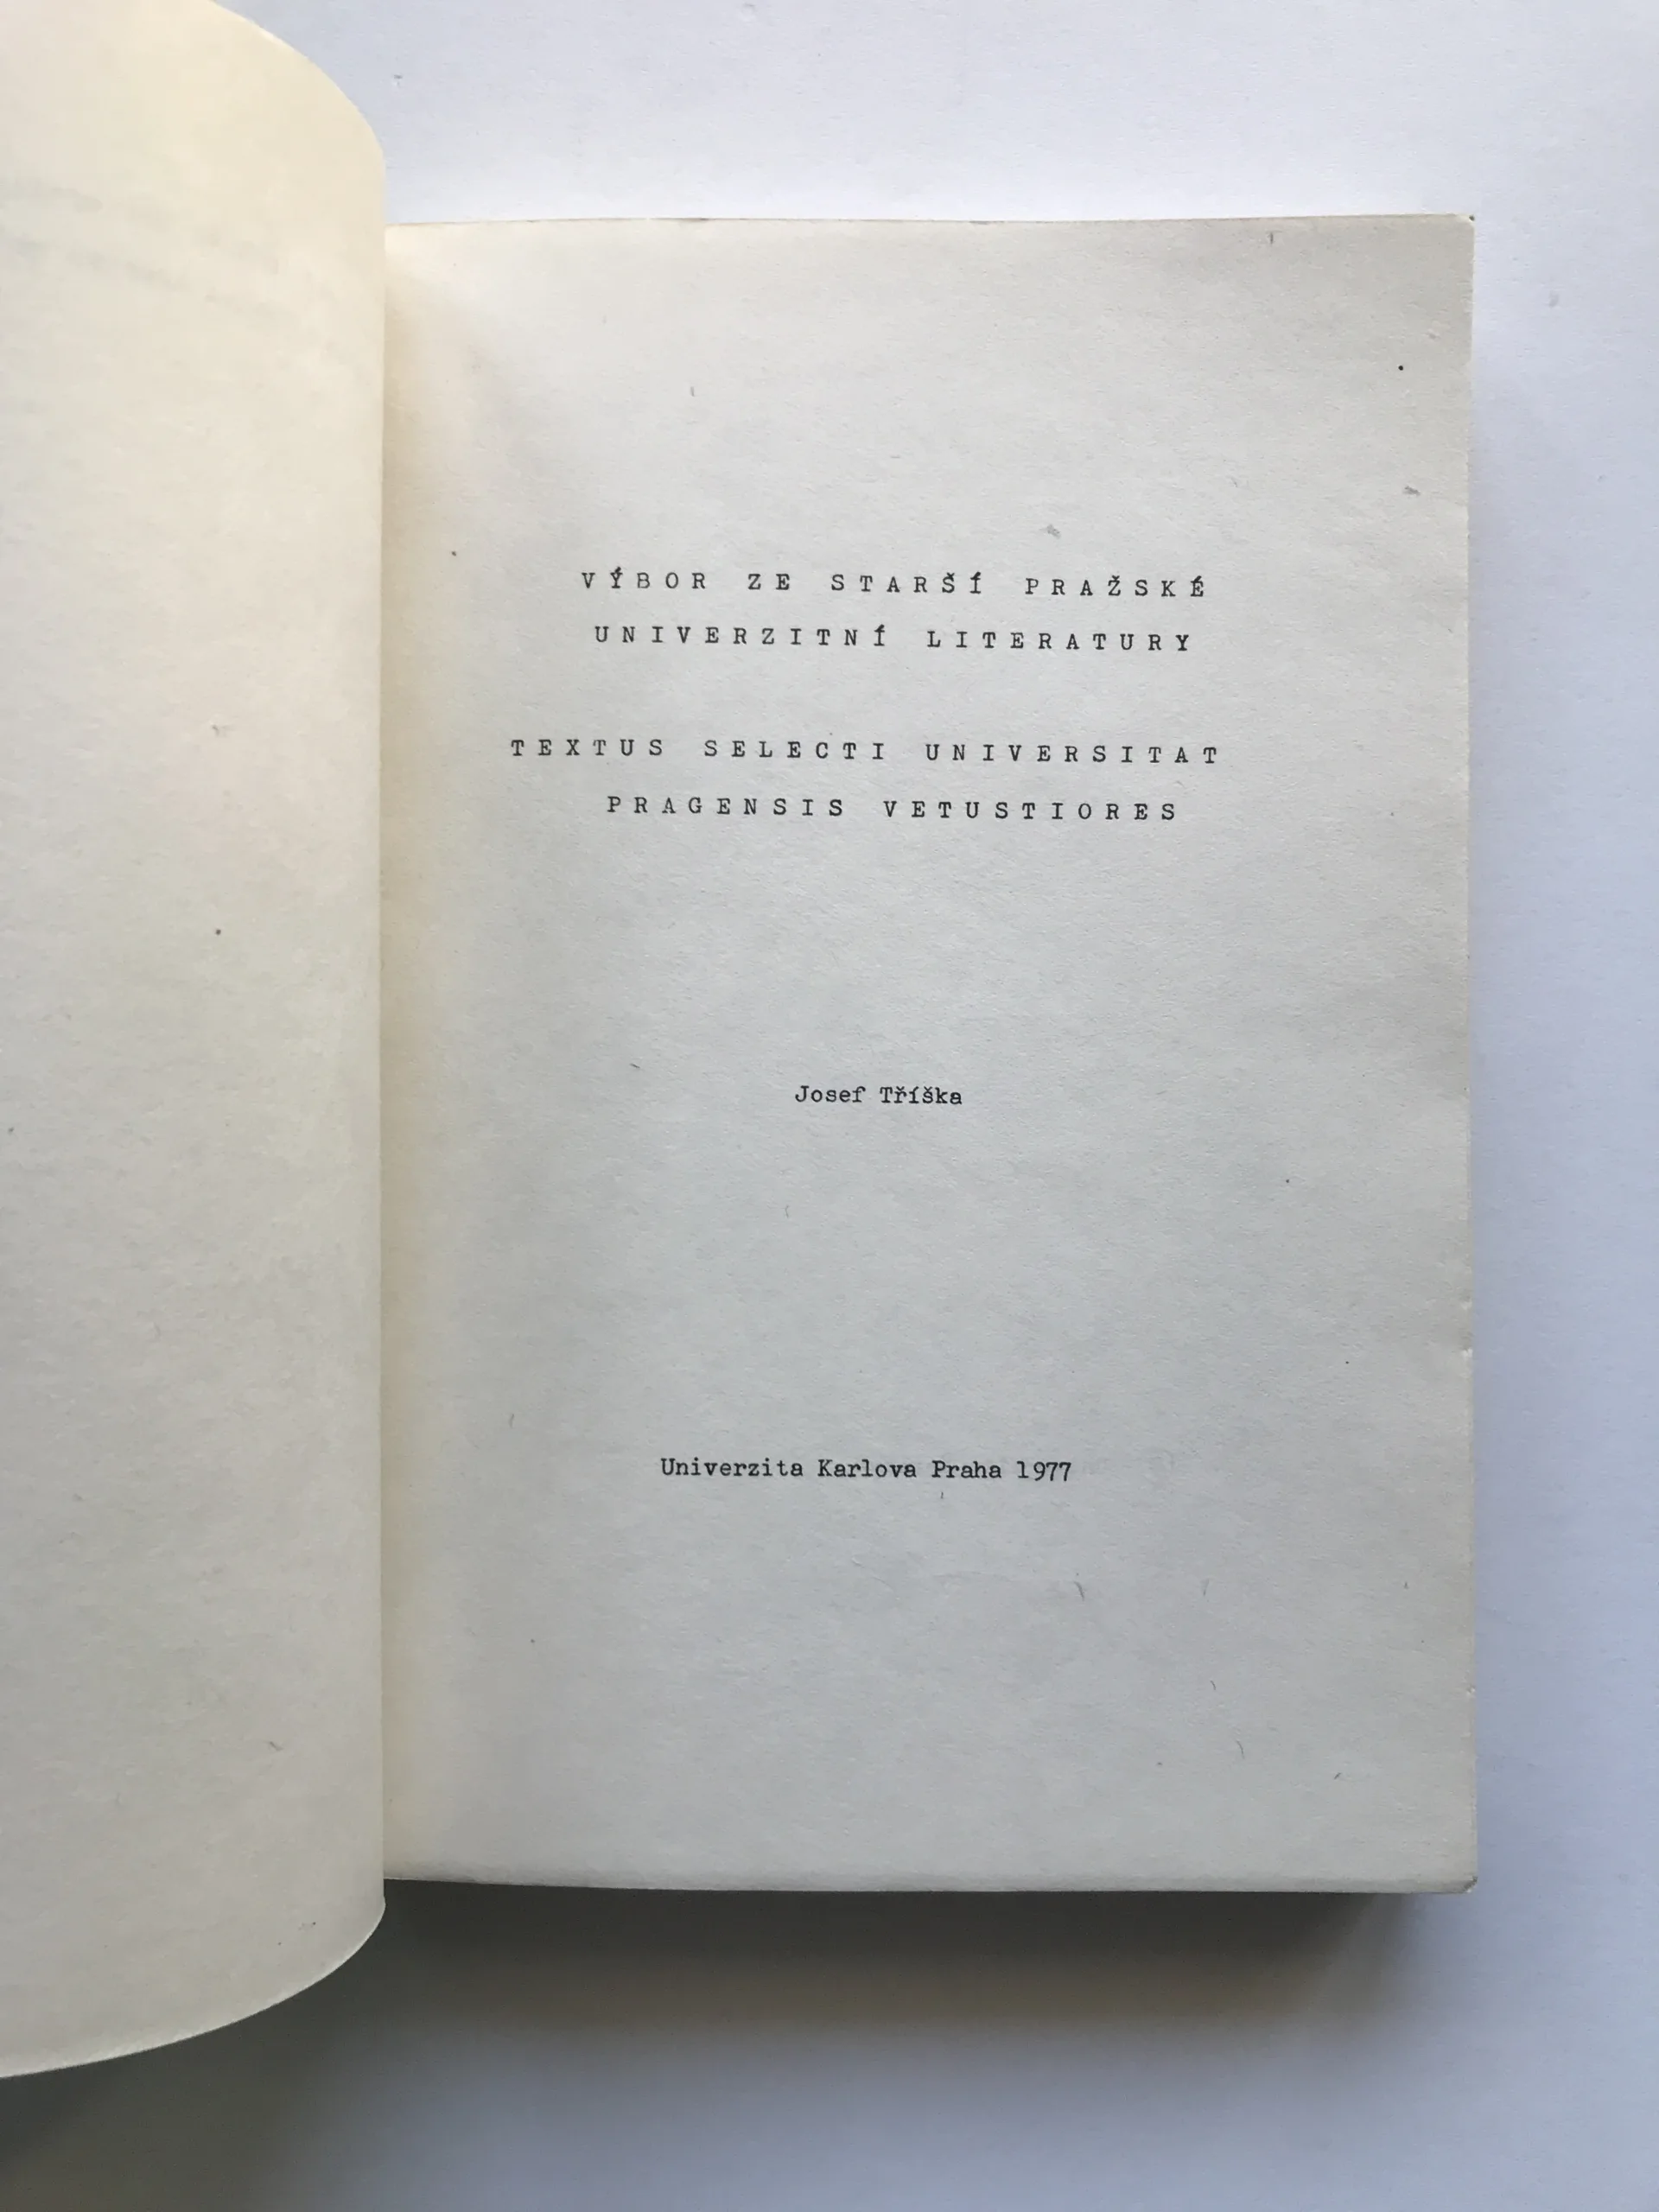 VÝBOR ZE STARŠÍ PRAŽSKÉ
UNIVERZITNÍ LITERATURY
TEXTUS SELECTI UNIVERSITAT
PRAGENSIS VETUSTIORES
Josef Tříška
Univerzita Karlova Praha 1977